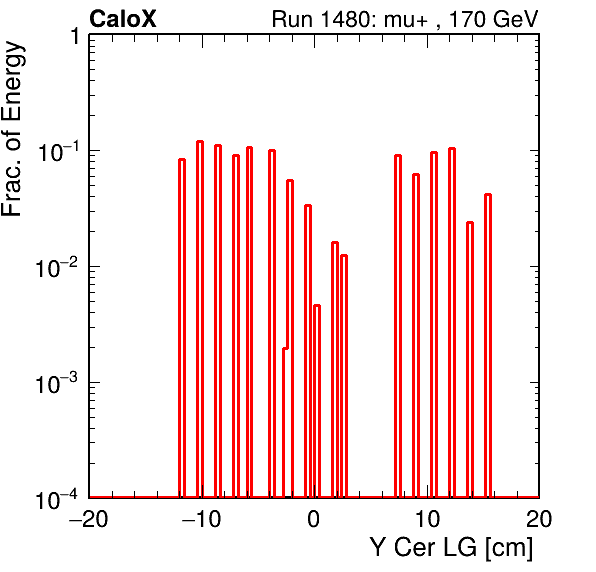 CaloX Run 1480: mu+ , 170 GeV
Frac. of Energy
1
10⁻¹
10⁻²
10⁻³
10⁻⁴
−20 −10 0 10 20
Y Cer LG [cm]